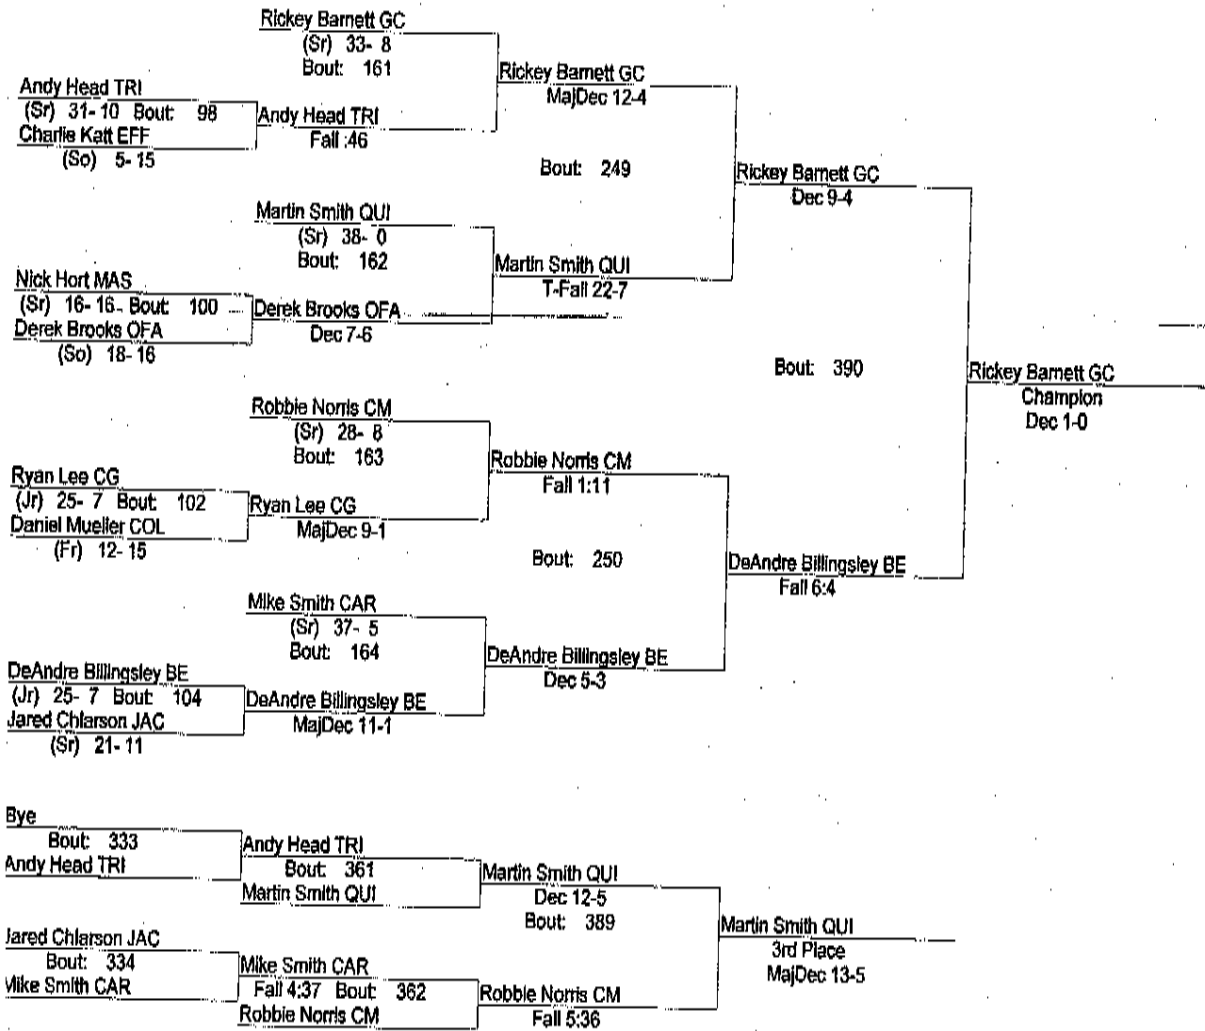 Rickey Barnett GC
(Sr) 33- 8
Bout: 161
Rickey Barnett GC
MajDec 12-4
Andy Head TRI
(Sr) 31- 10 Bout: 98
Andy Head TRI
Fall :46
Charlie Katt EFF
(So) 5- 15
Bout: 249
Rickey Barnett GC
Dec 9-4
Martin Smith QUI
(Sr) 38- 0
Bout: 162
Martin Smith QUI
T-Fall 22-7
Nick Hort MAS
(Sr) 16- 16 Bout: 100
Derek Brooks OFA
Dec 7-6
Derek Brooks OFA
(So) 18- 16
Bout: 390
Rickey Barnett GC
Champion
Dec 1-0
Robbie Norris CM
(Sr) 28- 8
Bout: 163
Robbie Norris CM
Fall 1:11
Ryan Lee CG
(Jr) 25- 7 Bout: 102
Ryan Lee CG
MajDec 9-1
Daniel Mueller COL
(Fr) 12- 15
Bout: 250
DeAndre Billingsley BE
Fall 6:4
Mike Smith CAR
(Sr) 37- 5
Bout: 164
DeAndre Billingsley BE
Dec 5-3
DeAndre Billingsley BE
(Jr) 25- 7 Bout: 104
DeAndre Billingsley BE
MajDec 11-1
Jared Chlarson JAC
(Sr) 21- 11
Bye
Bout: 333
Andy Head TRI
Andy Head TRI
Bout: 361
Martin Smith QUI
Martin Smith QUI
Dec 12-5
Bout: 389
Martin Smith QUI
3rd Place
MajDec 13-5
Jared Chlarson JAC
Bout: 334
Mike Smith CAR
Mike Smith CAR
Fall 4:37 Bout: 362
Robbie Norris CM
Robbie Norris CM
Fall 5:36